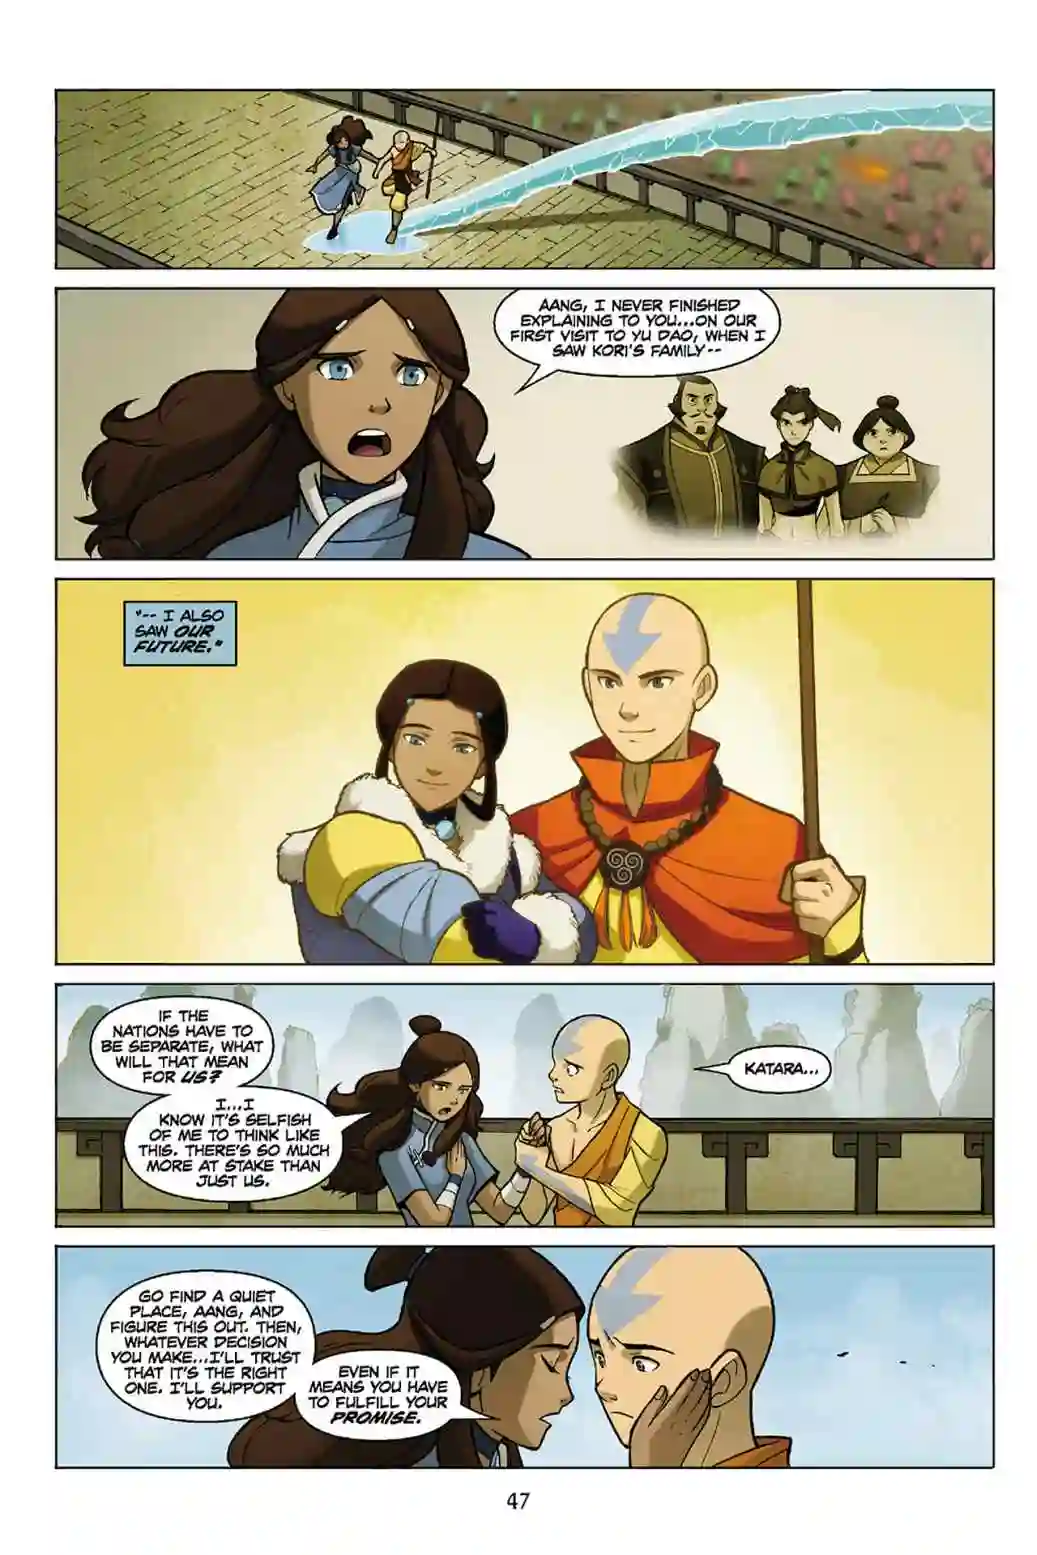 AANG, I NEVER FINISHED
EXPLAINING TO YOU...ON OUR
FIRST VISIT TO YU DAO, WHEN I
SAW KORI'S FAMILY--
"-- I ALSO
SAW OUR
FUTURE."
IF THE
NATIONS HAVE TO
BE SEPARATE, WHAT
WILL THAT MEAN
FOR US?
I...I
KNOW IT'S SELFISH
OF ME TO THINK LIKE
THIS. THERE'S SO MUCH
MORE AT STAKE THAN
JUST US.
KATARA...
GO FIND A QUIET
PLACE, AANG, AND
FIGURE THIS OUT. THEN,
WHATEVER DECISION
YOU MAKE...I'LL TRUST
THAT IT'S THE RIGHT
ONE. I'LL SUPPORT
YOU.
EVEN IF IT
MEANS YOU HAVE
TO FULFILL YOUR
PROMISE.
47